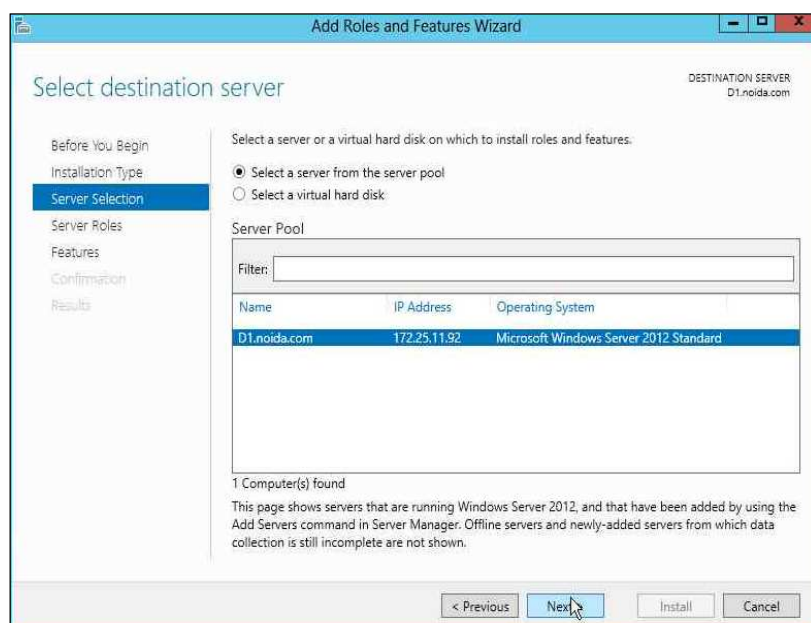 Add Roles and Features Wizard
Select destination server
DESTINATION SERVER
D1.noida.com
Before You Begin
Installation Type
Server Selection
Server Roles
Features
Confirmation
Results
Select a server or a virtual hard disk on which to install roles and features.
Select a server from the server pool
Select a virtual hard disk
Server Pool
Filter:
Name IP Address Operating System
D1.noida.com 172.25.11.92 Microsoft Windows Server 2012 Standard
1 Computer(s) found
This page shows servers that are running Windows Server 2012, and that have been added by using the
Add Servers command in Server Manager. Offline servers and newly-added servers from which data
collection is still incomplete are not shown.
< Previous Next > Install Cancel